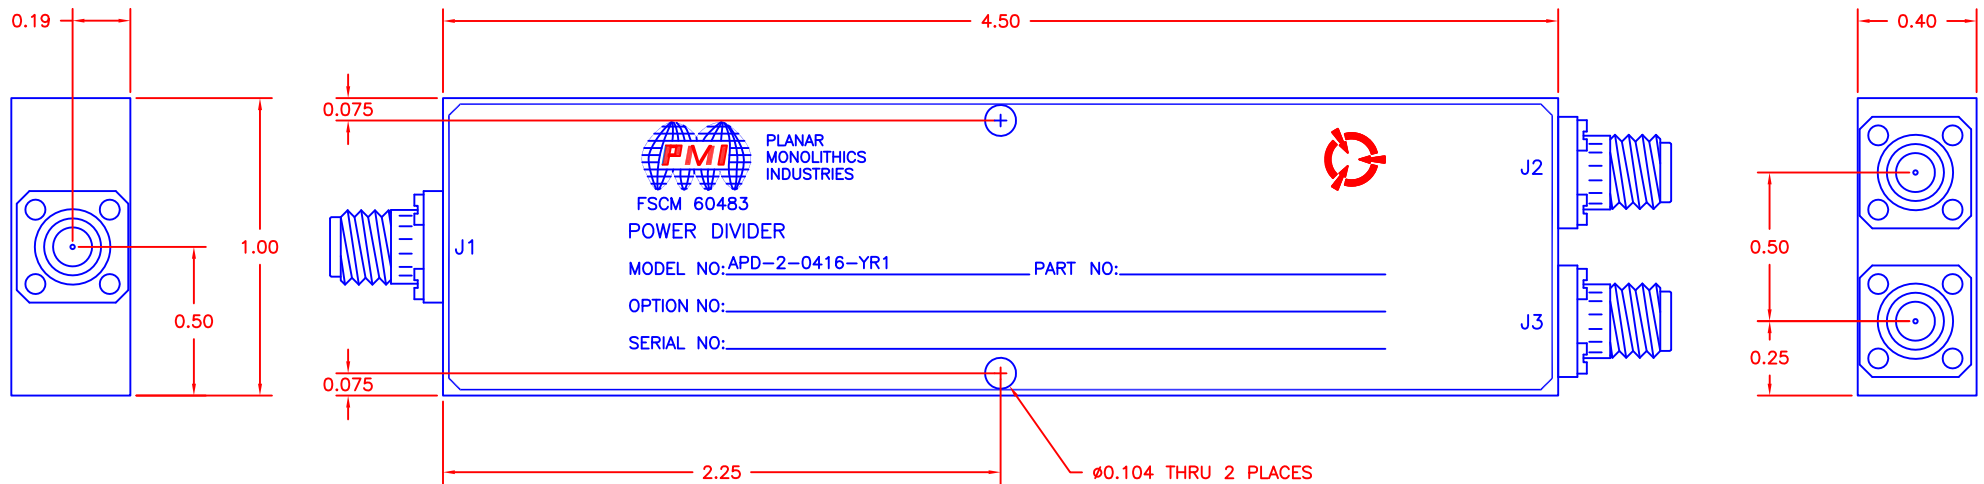 0.19
4.50
0.40
0.075
PMI
PLANAR
MONOLITHICS
INDUSTRIES
FSCM 60483
POWER DIVIDER
MODEL NO: APD-2-0416-YR1 PART NO:
OPTION NO:
SERIAL NO:
J1
J2
J3
1.00
0.50
0.075
0.50
0.25
2.25
ø0.104 THRU 2 PLACES